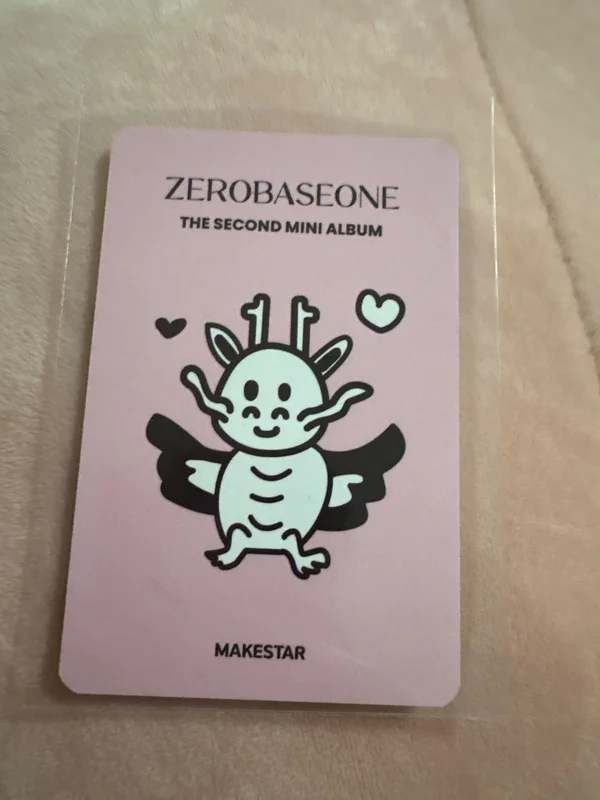 ZEROBASEONE
THE SECOND MINI ALBUM
MAKESTAR